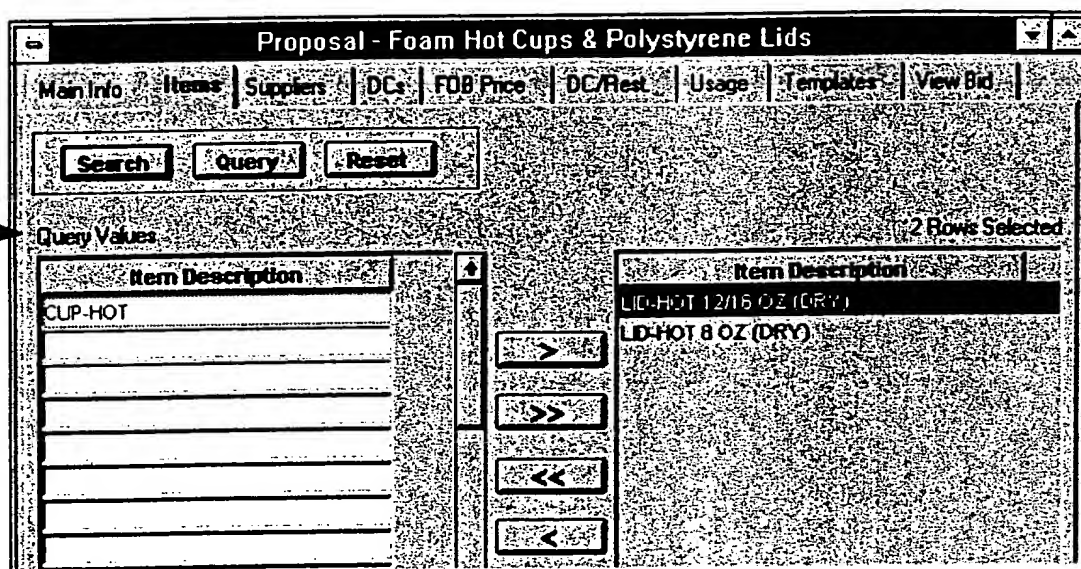 Proposal - Foam Hot Cups & Polystyrene Lids
Main Info Items Suppliers DCs FOB Price DC/Rest. Usage Templates View Bid
Search Query Reset
Query Values 2 Rows Selected
Item Description Item Description
CUP-HOT LID-HOT 12/16 OZ (DRY)
LID-HOT 8 OZ (DRY)
>
>>
<<
<